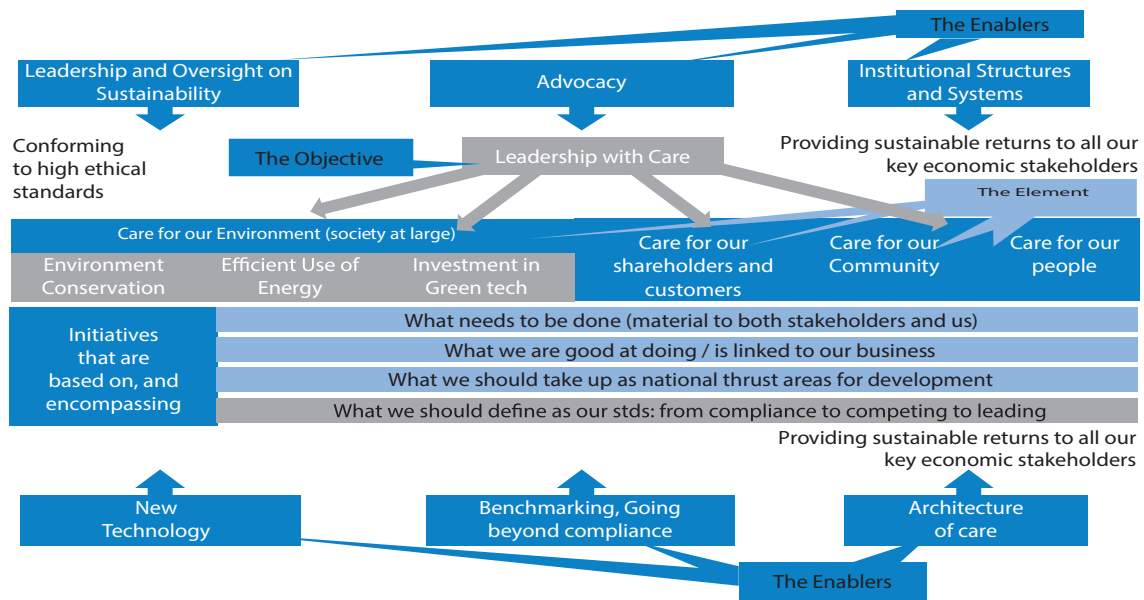 The Enablers
Leadership and Oversight on
Sustainability
Advocacy
Institutional Structures
and Systems
Conforming
to high ethical
standards
The Objective
Leadership with Care
Providing sustainable returns to all our
key economic stakeholders
The Element
Care for our Environment (society at large)
Environment
Conservation
Efficient Use of
Energy
Investment in
Green tech
Care for our
shareholders and
customers
Care for our
Community
Care for our
people
Initiatives
that are
based on, and
encompassing
What needs to be done (material to both stakeholders and us)
What we are good at doing / is linked to our business
What we should take up as national thrust areas for development
What we should define as our stds: from compliance to competing to leading
Providing sustainable returns to all our
key economic stakeholders
New
Technology
Benchmarking, Going
beyond compliance
Architecture
of care
The Enablers